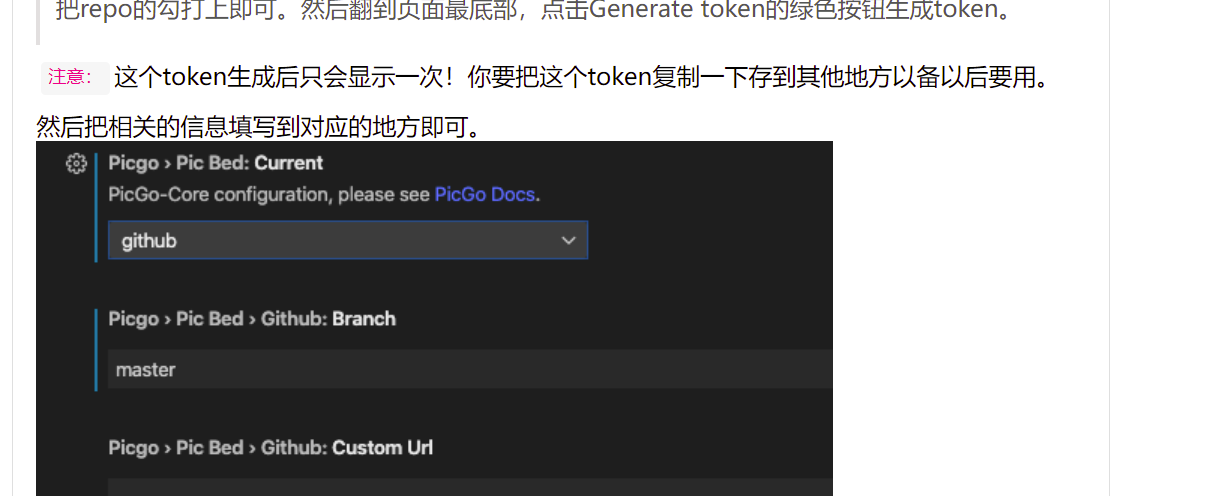 把repo的勾打上即可。然后翻到页面最底部，点击Generate token的绿色按钮生成token。
注意： 这个token生成后只会显示一次！你要把这个token复制一下存到其他地方以备以后要用。
然后把相关的信息填写到对应的地方即可。
Picgo › Pic Bed: Current
PicGo-Core configuration, please see PicGo Docs.
github
Picgo › Pic Bed › Github: Branch
master
Picgo › Pic Bed › Github: Custom Url